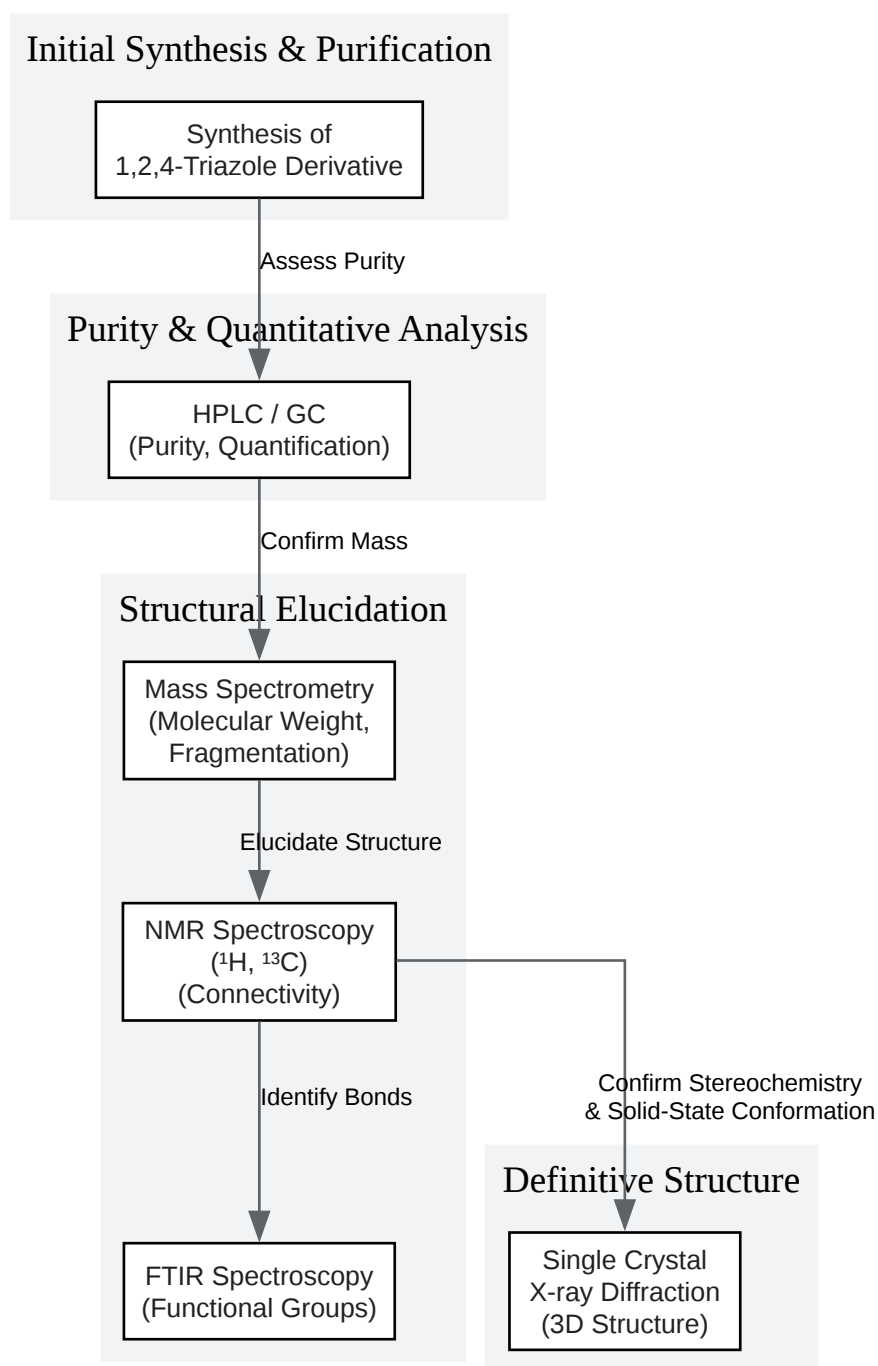 Initial Synthesis & Purification
Synthesis of
1,2,4-Triazole Derivative
Assess Purity
Purity & Quantitative Analysis
HPLC / GC
(Purity, Quantification)
Confirm Mass
Structural Elucidation
Mass Spectrometry
(Molecular Weight,
Fragmentation)
Elucidate Structure
NMR Spectroscopy
(¹H, ¹³C)
(Connectivity)
Identify Bonds
Confirm Stereochemistry
& Solid-State Conformation
FTIR Spectroscopy
(Functional Groups)
Definitive Structure
Single Crystal
X-ray Diffraction
(3D Structure)